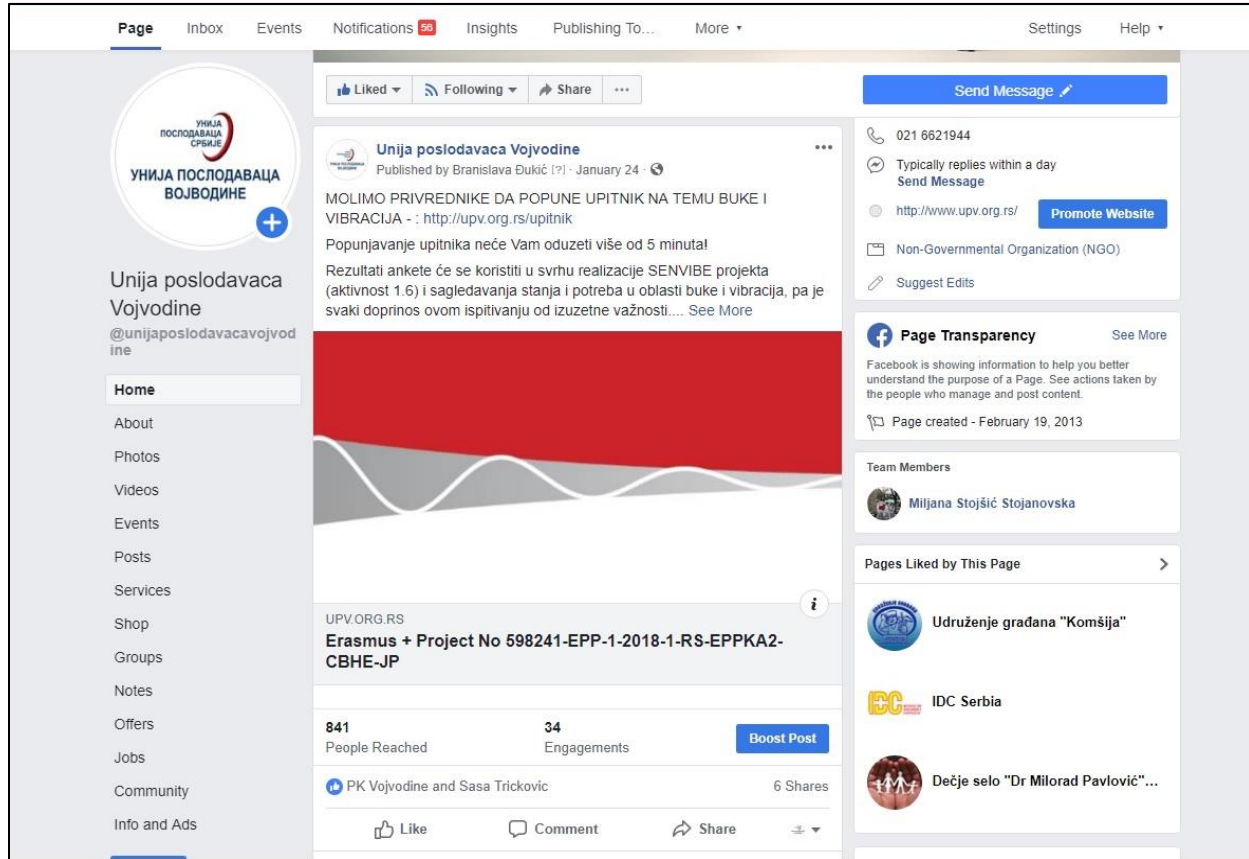 Page Inbox Events Notifications 56 Insights Publishing To... More Settings Help
Liked Following Share ...
Send Message
УНИЈА
ПОСЛОДАВАЦА
СРБИЈЕ
УНИЈА ПОСЛОДАВАЦА
ВОЈВОДИНЕ
Unija poslodavaca
Vojvodine
@unijaposlodavacavojvod
ine
Home
About
Photos
Videos
Events
Posts
Services
Shop
Groups
Notes
Offers
Jobs
Community
Info and Ads
Unija poslodavaca Vojvodine
Published by Branislava Đukić [?] · January 24 ·
MOLIMO PRIVREDNIKE DA POPUNE UPITNIK NA TEMU BUKE I
VIBRACIJA - : http://upv.org.rs/upitnik
Popunjavanje upitnika neće Vam oduzeti više od 5 minuta!
Rezultati ankete će se koristiti u svrhu realizacije SENVIBE projekta
(aktivnost 1.6) i sagledavanja stanja i potreba u oblasti buke i vibracija, pa je
svaki doprinos ovom ispitivanju od izuzetne važnosti.... See More
UPV.ORG.RS
Erasmus + Project No 598241-EPP-1-2018-1-RS-EPPKA2-
CBHE-JP
841 34
People Reached Engagements
Boost Post
PK Vojvodine and Sasa Trickovic 6 Shares
Like Comment Share
021 6621944
Typically replies within a day
Send Message
http://www.upv.org.rs/ Promote Website
Non-Governmental Organization (NGO)
Suggest Edits
Page Transparency See More
Facebook is showing information to help you better
understand the purpose of a Page. See actions taken by
the people who manage and post content.
Page created - February 19, 2013
Team Members
Miljana Stojšić Stojanovska
Pages Liked by This Page
Udruženje građana "Komšija"
IDC Serbia
Dečje selo "Dr Milorad Pavlović"...